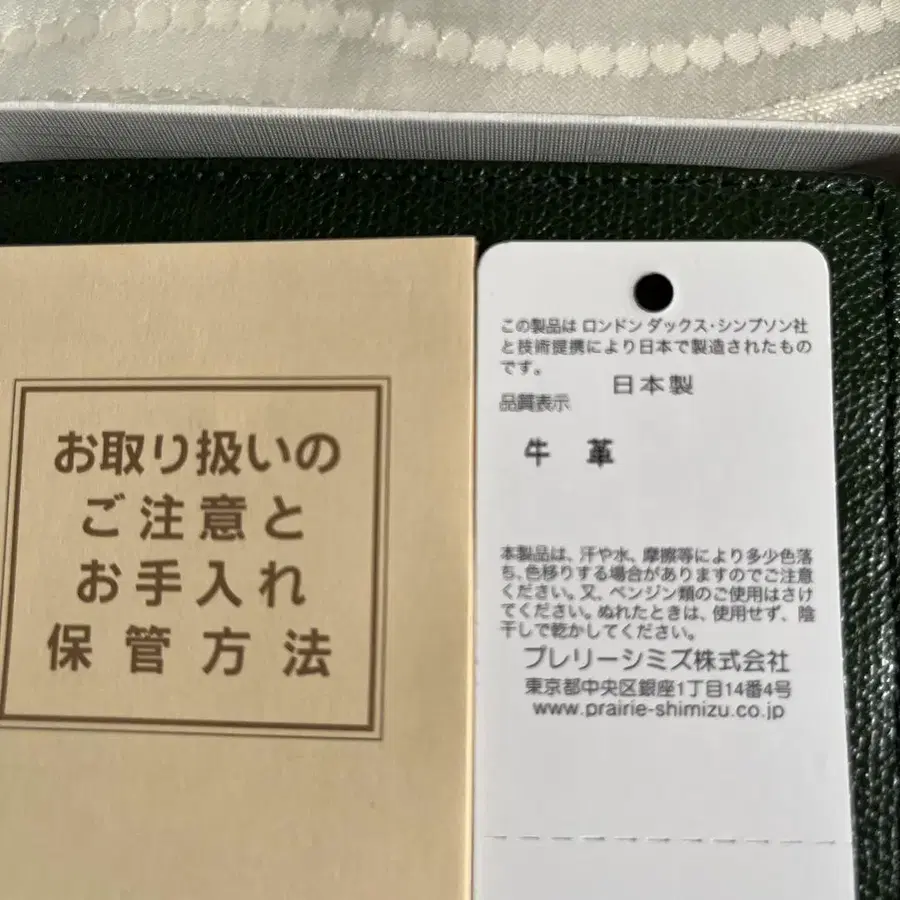 お取り扱いの
ご注意と
お手入れ
保管方法
この製品は ロンドン ダックス・シンプソン社
と技術提携により日本で製造されたもの
です。
日本製
品質表示
牛 革
本製品は、汗や水、摩擦等により多少色落
ち、色移りする場合がありますのでご注意
ください。又、ベンジン類のご使用はさけ
てください。ぬれたときは、使用せず、陰
干しで乾かしてください。
プレリーシミズ株式会社
東京都中央区銀座1丁目14番4号
www.prairie-shimizu.co.jp